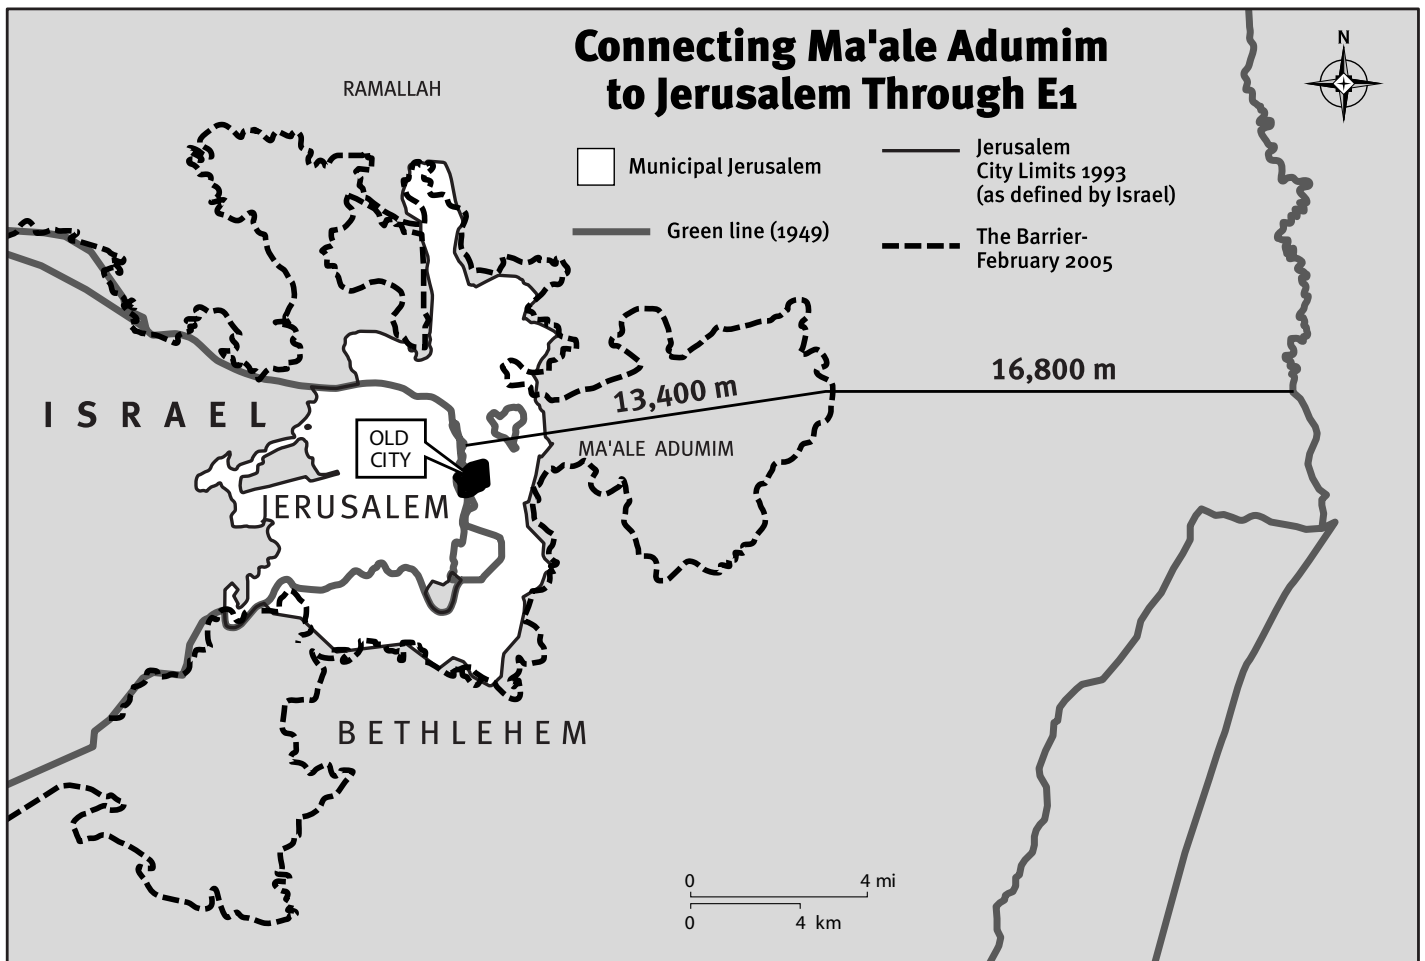 Connecting Ma'ale Adumim
to Jerusalem Through E1
N
RAMALLAH
Municipal Jerusalem
Jerusalem
City Limits 1993
(as defined by Israel)
Green line (1949)
The Barrier-
February 2005
16,800 m
13,400 m
ISRAEL
OLD
CITY
MA'ALE ADUMIM
JERUSALEM
BETHLEHEM
0 4 mi
0 4 km